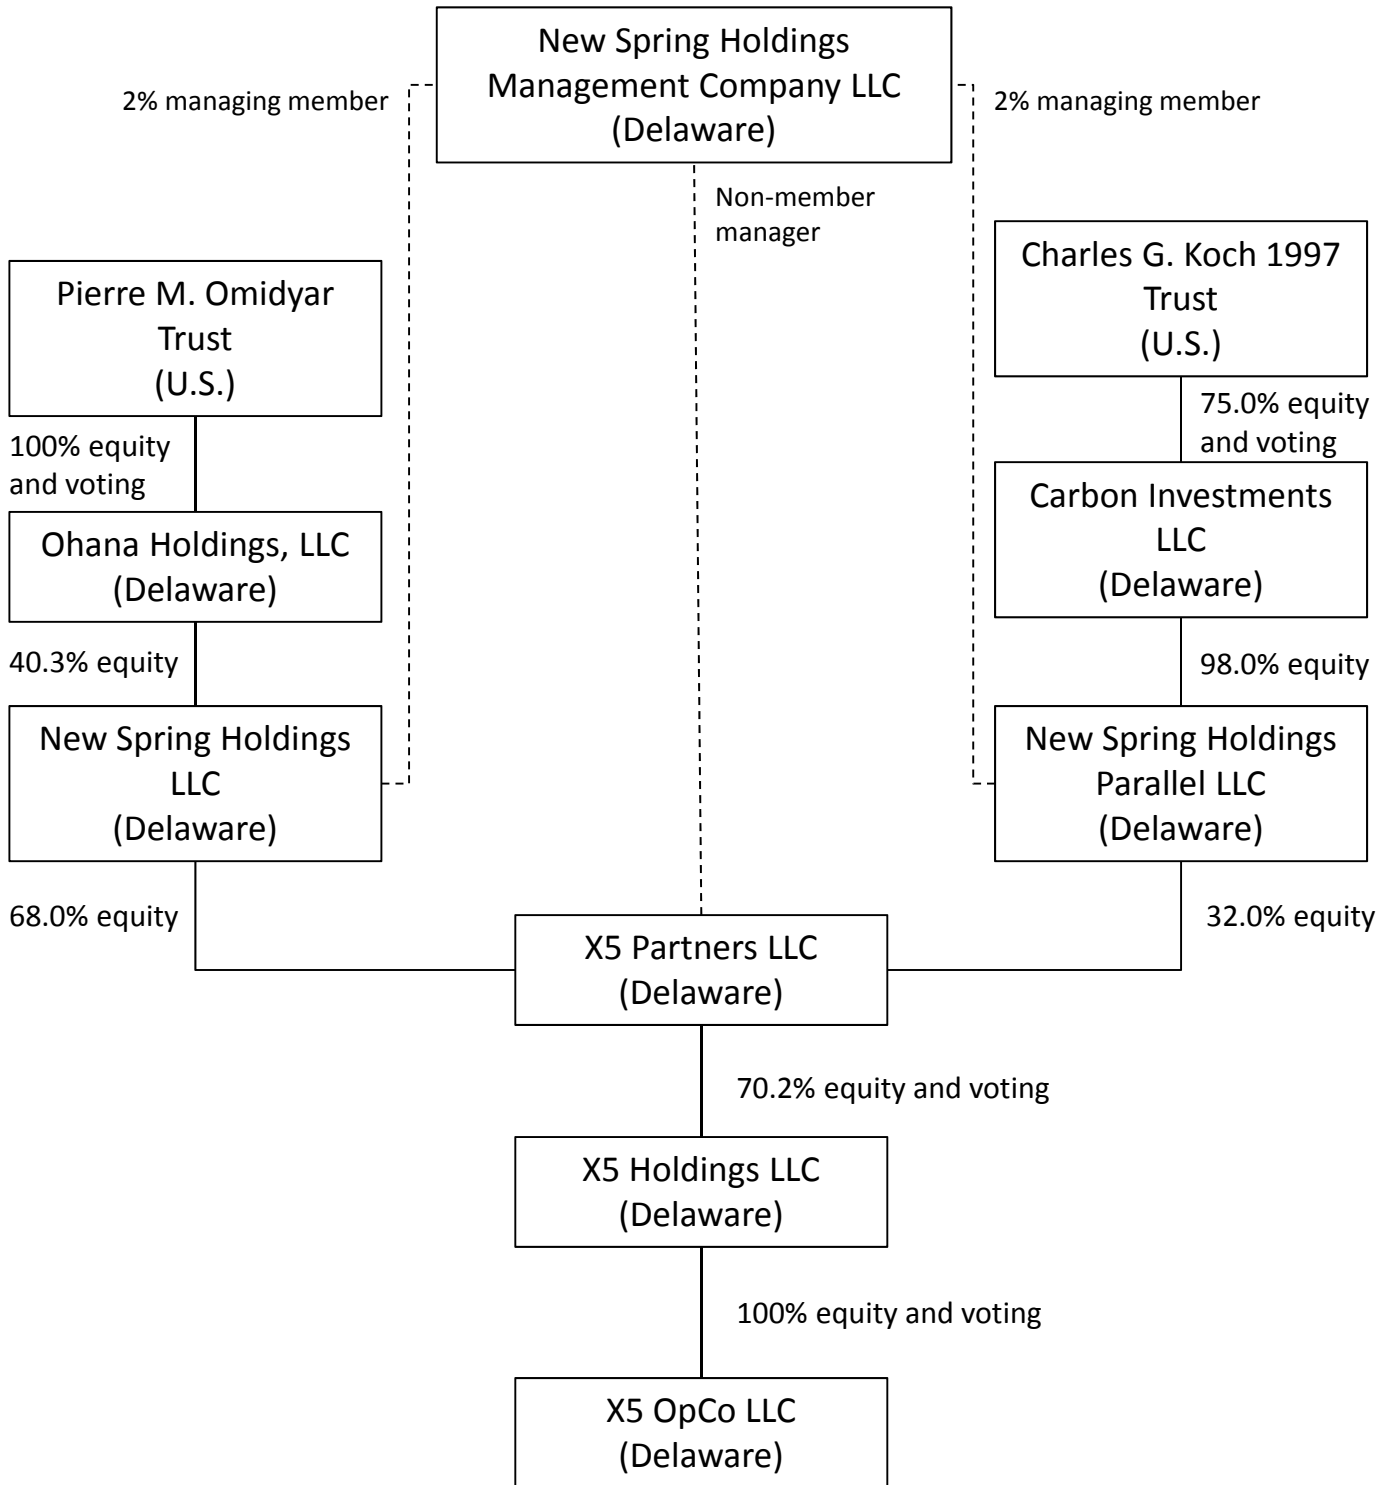 New Spring Holdings
Management Company LLC
(Delaware)
2% managing member
2% managing member
Non-member
manager
Pierre M. Omidyar
Trust
(U.S.)
Charles G. Koch 1997
Trust
(U.S.)
100% equity
and voting
75.0% equity
and voting
Ohana Holdings, LLC
(Delaware)
Carbon Investments
LLC
(Delaware)
40.3% equity
98.0% equity
New Spring Holdings
LLC
(Delaware)
New Spring Holdings
Parallel LLC
(Delaware)
68.0% equity
32.0% equity
X5 Partners LLC
(Delaware)
70.2% equity and voting
X5 Holdings LLC
(Delaware)
100% equity and voting
X5 OpCo LLC
(Delaware)